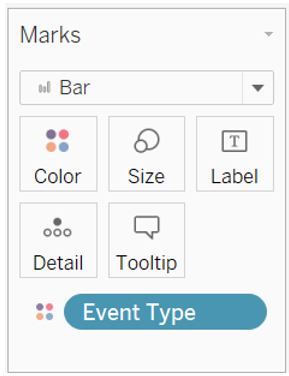 Marks
Bar
Color
Size
T
Label
Detail
Tooltip
Event Type